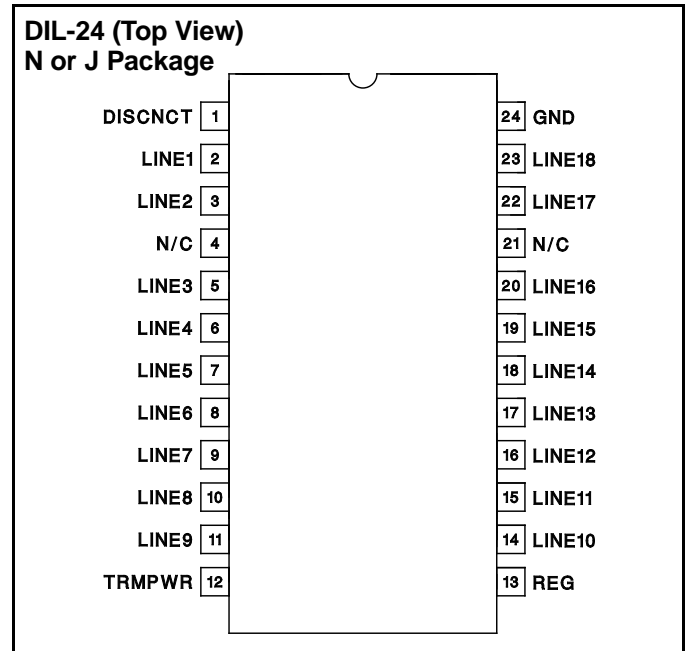 DIL-24 (Top View)
N or J Package
DISCNCT 1 24 GND
LINE1 2 23 LINE18
LINE2 3 22 LINE17
N/C 4 21 N/C
LINE3 5 20 LINE16
LINE4 6 19 LINE15
LINE5 7 18 LINE14
LINE6 8 17 LINE13
LINE7 9 16 LINE12
LINE8 10 15 LINE11
LINE9 11 14 LINE10
TRMPWR 12 13 REG